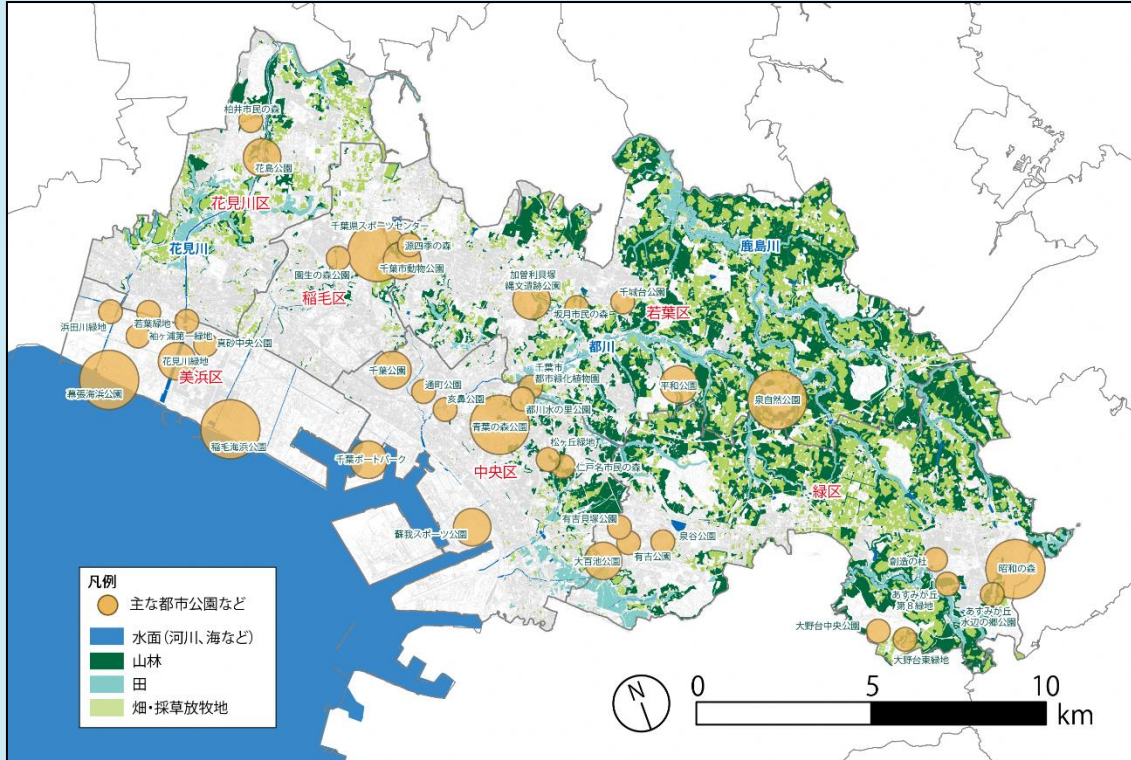 柏井市民の森
花島公園
花見川区
花見川
千葉県スポーツセンター
源四季の森
千葉市動物公園
園生の森公園
稲毛区
加曽利貝塚
縄文遺跡公園
坂月市民の森
千城台公園
若葉区
鹿島川
都川
浜田川緑地
若葉緑地
袖ヶ浦第一緑地
真砂中央公園
花見川緑地
美浜区
幕張海浜公園
稲毛海浜公園
千葉公園
通町公園
亥鼻公園
千葉市
都市緑化植物園
都川水の里公園
青葉の森公園
平和公園
泉自然公園
千葉ポートパーク
中央区
松ヶ丘緑地
仁戸名市民の森
緑区
蘇我スポーツ公園
有吉貝塚公園
有吉公園
泉谷公園
大百池公園
創造の杜
昭和の森
あすみが丘
第8緑地
あすみが丘
水辺の郷公園
大野台中央公園
大野台東緑地
凡例
主な都市公園など
水面(河川、海など)
山林
田
畑・採草放牧地
N
0 5 10
km